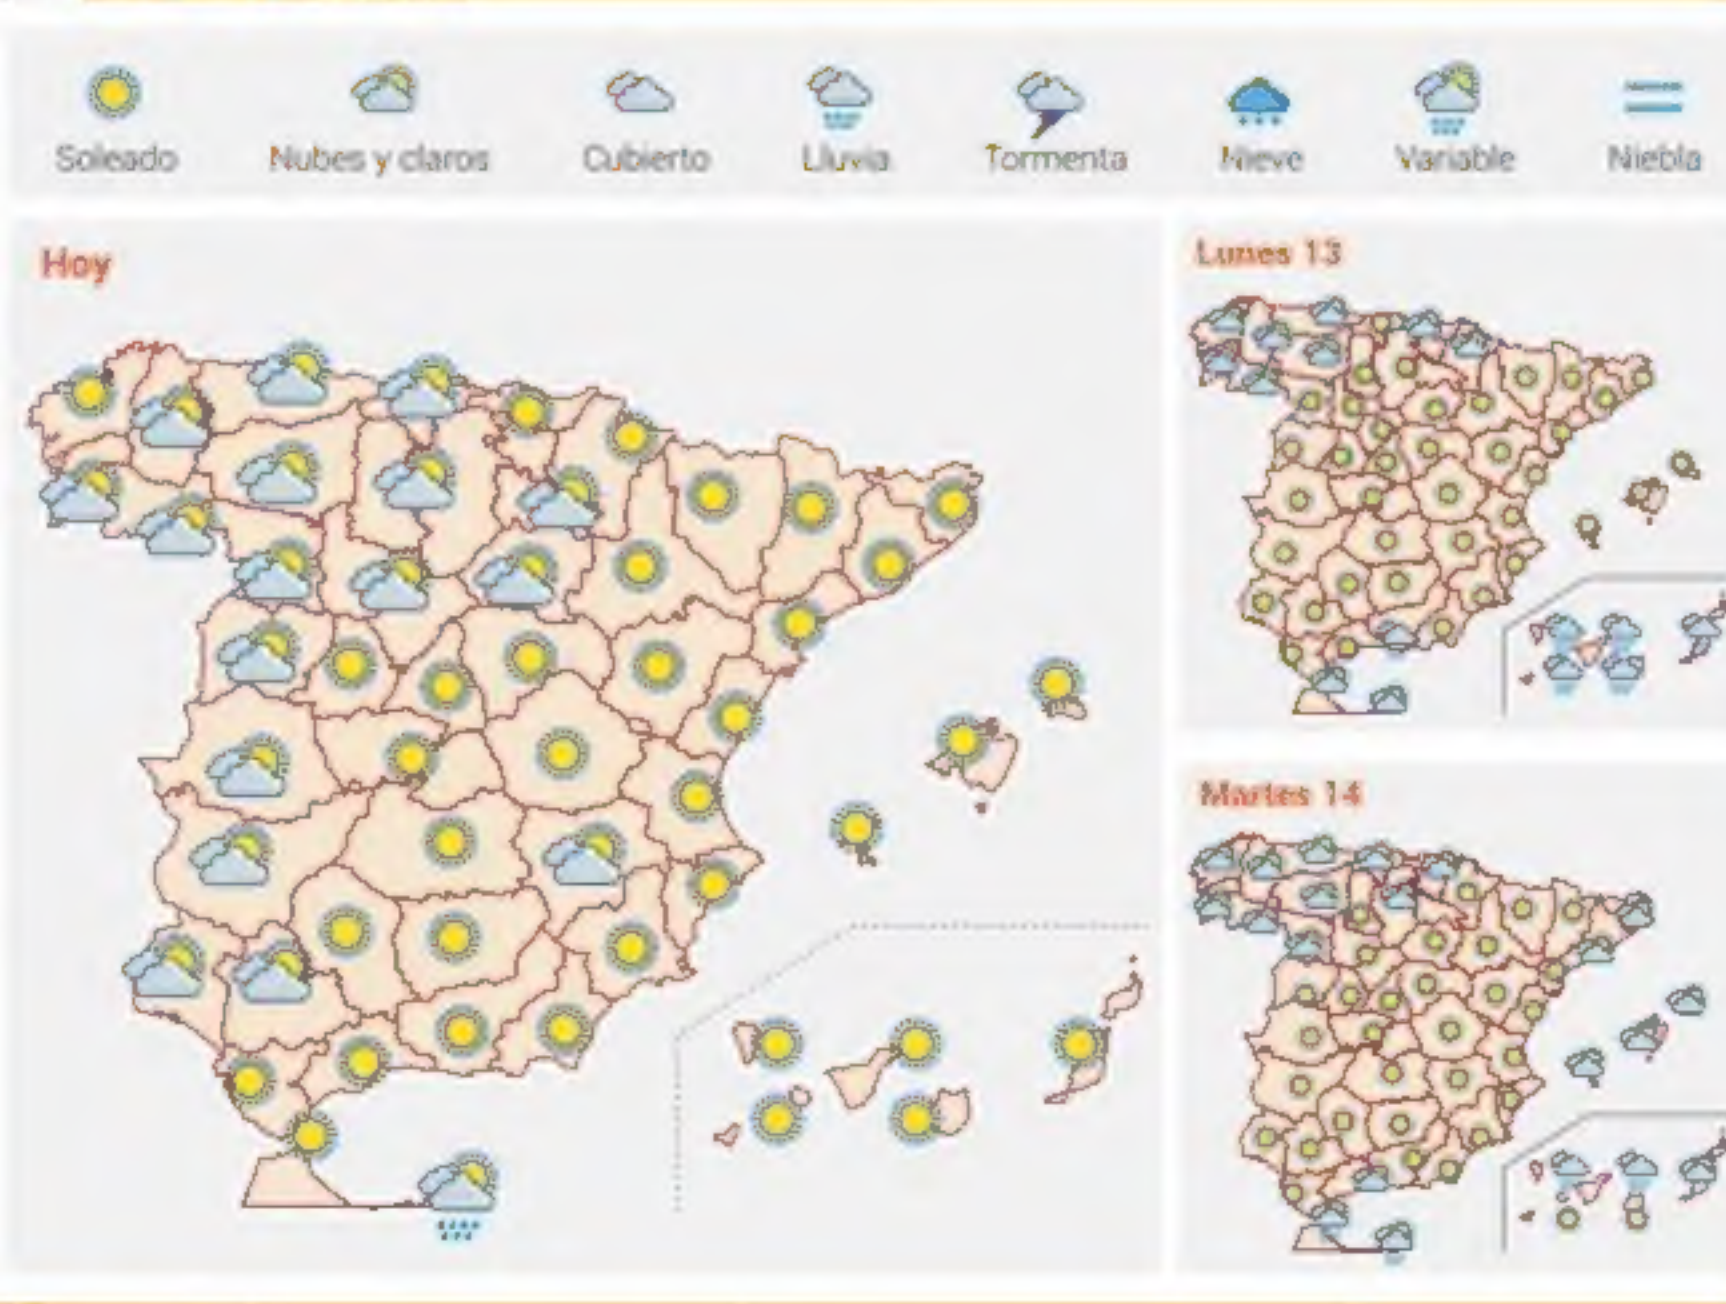 Soleado
Nubes y claros
Cubierto
Lluvia
Tormenta
Nieve
Variable
Niebla
Hoy
Lunes 13
Martes 14